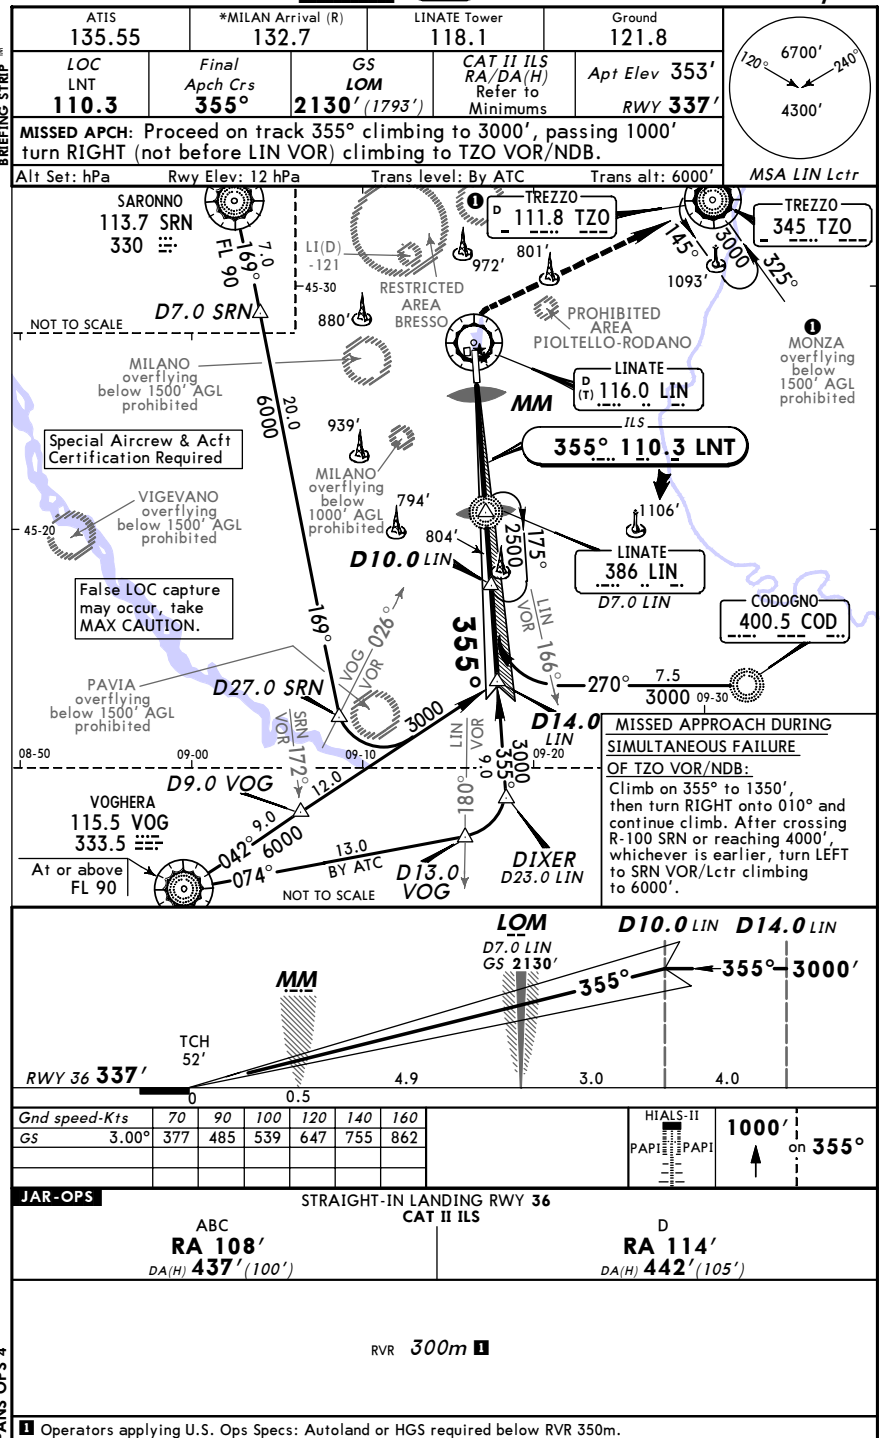 ATIS
135.55
*MILAN Arrival (R)
132.7
LINATE Tower
118.1
Ground
121.8
BRIEFING STRIP ™
LOC
LNT
110.3
Final
Apch Crs
355°
GS
LOM
2130' (1793')
CAT II ILS
RA/DA(H)
Refer to
Minimums
Apt Elev 353'
RWY 337'
6700'
120°
240°
4300'
MSA LIN Lctr
MISSED APCH: Proceed on track 355° climbing to 3000', passing 1000'
turn RIGHT (not before LIN VOR) climbing to TZO VOR/NDB.
Alt Set: hPa
Rwy Elev: 12 hPa
Trans level: By ATC
Trans alt: 6000'
SARONNO
113.7 SRN
330
7.0
169°
FL 90
D7.0 SRN
NOT TO SCALE
LI(D)
-121
45-30
RESTRICTED
AREA
BRESSO
972'
801'
880'
1
TREZZO
D 111.8 TZO
TREZZO
345 TZO
145°
3000
325°
1093'
PROHIBITED
AREA
PIOLTELLO-RODANO
1
MONZA
overflying
below
1500' AGL
prohibited
MILANO
overflying
below 1500' AGL
prohibited
LINATE
D
(T) 116.0 LIN
MM
20.0
6000
939'
Special Aircrew & Acft
Certification Required
ILS
355° 110.3 LNT
MILANO
overflying
below
1000' AGL
prohibited
VIGEVANO
overflying
below 1500' AGL
prohibited
794'
1106'
45-20
804'
D10.0 LIN
2500
175°
LINATE
386 LIN
D7.0 LIN
False LOC capture
may occur, take
MAX CAUTION.
CODOGNO
400.5 COD
169°
VOG
VOR
026°
355°
LIN
VOR
166°
PAVIA
overflying
below 1500' AGL
prohibited
D27.0 SRN
270°
7.5
3000
09-30
D14.0
LIN
SRN
VOR
172°
3000
LIN
VOR
180°
3000
355°
9.0
08-50
09-00
09-10
09-20
MISSED APPROACH DURING
SIMULTANEOUS FAILURE
OF TZO VOR/NDB:
Climb on 355° to 1350',
then turn RIGHT onto 010° and
continue climb. After crossing
R-100 SRN or reaching 4000',
whichever is earlier, turn LEFT
to SRN VOR/Lctr climbing
to 6000'.
D9.0 VOG
12.0
VOGHERA
115.5 VOG
333.5
042°
9.0
6000
074°
13.0
BY ATC
At or above
FL 90
NOT TO SCALE
D13.0
VOG
DIXER
D23.0 LIN
LOM
D7.0 LIN
GS 2130'
D10.0 LIN
D14.0 LIN
MM
355°
355°
3000'
TCH
52'
RWY 36 337'
0
0.5
4.9
3.0
4.0
Gnd speed-Kts 70 90 100 120 140 160
GS 3.00° 377 485 539 647 755 862
HIALS-II
PAPI PAPI
1000'
on 355°
JAR-OPS
STRAIGHT-IN LANDING RWY 36
CAT II ILS
ABC
RA 108'
DA(H) 437' (100')
D
RA 114'
DA(H) 442' (105')
RVR 300m 1
1 Operators applying U.S. Ops Specs: Autoland or HGS required below RVR 350m.